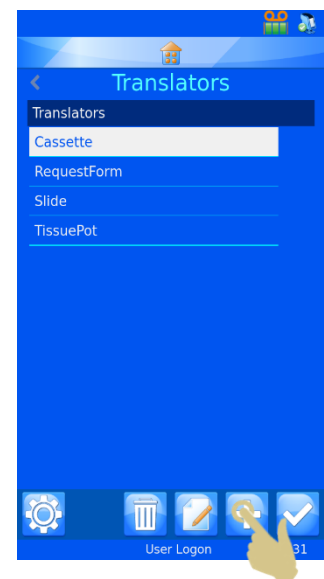 Translators
Translators
Cassette
RequestForm
Slide
TissuePot
User Logon
31